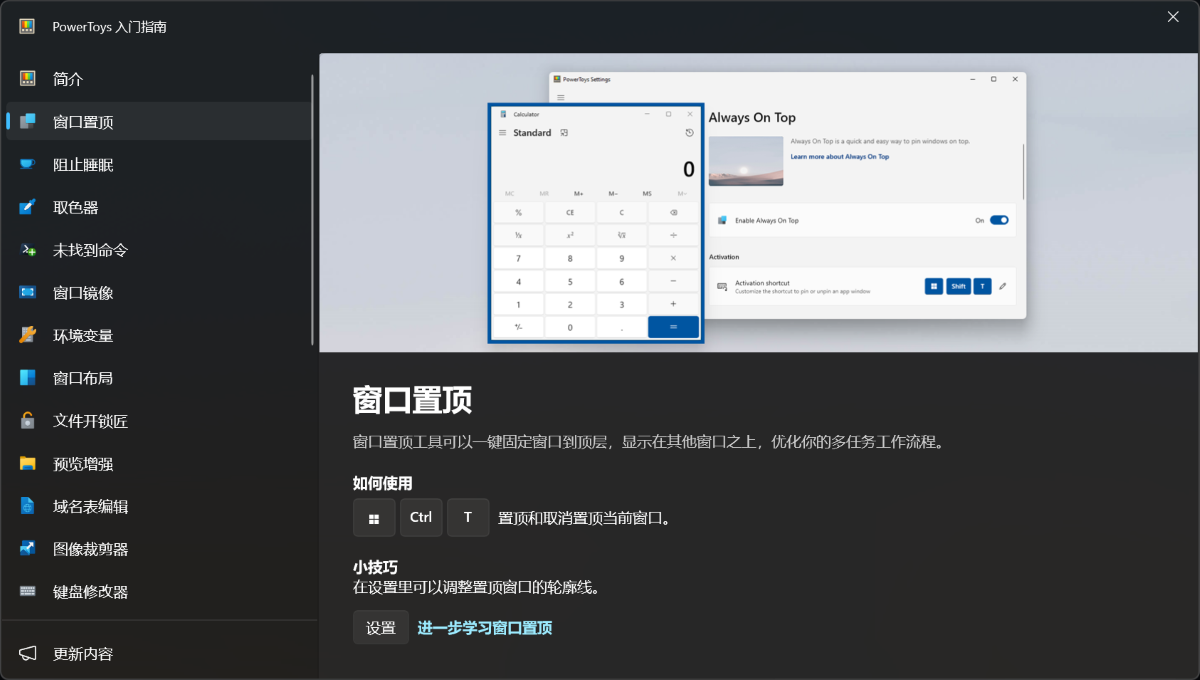 PowerToys 入门指南
简介
窗口置顶
阻止睡眠
取色器
未找到命令
窗口镜像
环境变量
窗口布局
文件开锁匠
预览增强
域名表编辑
图像裁剪器
键盘修改器
更新内容
PowerToys Settings
Calculator
Standard
0
MC MR M+ M− MS
% CE C
7 8 9 ×
4 5 6 −
1 2 3 +
+/- 0 . =
Always On Top
Always On Top is a quick and easy way to pin windows on top.
Learn more about Always On Top
Enable Always On Top
On
Activation
Activation shortcut
Customize the shortcut to pin or unpin an app window
Shift T
窗口置顶
窗口置顶工具可以一键固定窗口到顶层，显示在其他窗口之上，优化你的多任务工作流程。
如何使用
Ctrl T 置顶和取消置顶当前窗口。
小技巧
在设置里可以调整置顶窗口的轮廓线。
设置 进一步学习窗口置顶